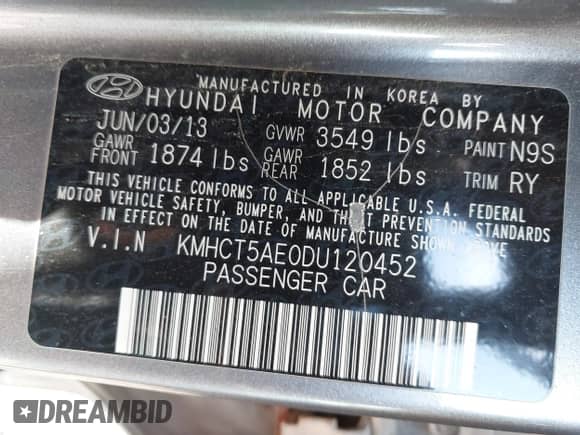 MANUFACTURED IN KOREA BY
HYUNDAI MOTOR COMPANY
JUN/03/13 GVWR 3549 lbs PAINT N9S
GAWR FRONT 1874 lbs GAWR REAR 1852 lbs TRIM RY
THIS VEHICLE CONFORMS TO ALL APPLICABLE U.S.A. FEDERAL
MOTOR VEHICLE SAFETY, BUMPER, AND THEFT PREVENTION STANDARDS
IN EFFECT ON THE DATE OF MANUFACTURE SHOWN ABOVE
V.I.N KMHCT5AE0DU120452
PASSENGER CAR
DREAMBID